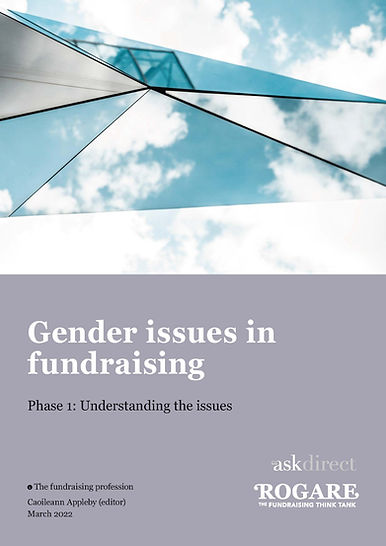 Gender issues in
fundraising
Phase 1: Understanding the issues
askdirect
The fundraising profession
ROGARE
THE FUNDRAISING THINK TANK
Caoileann Appleby (editor)
March 2022